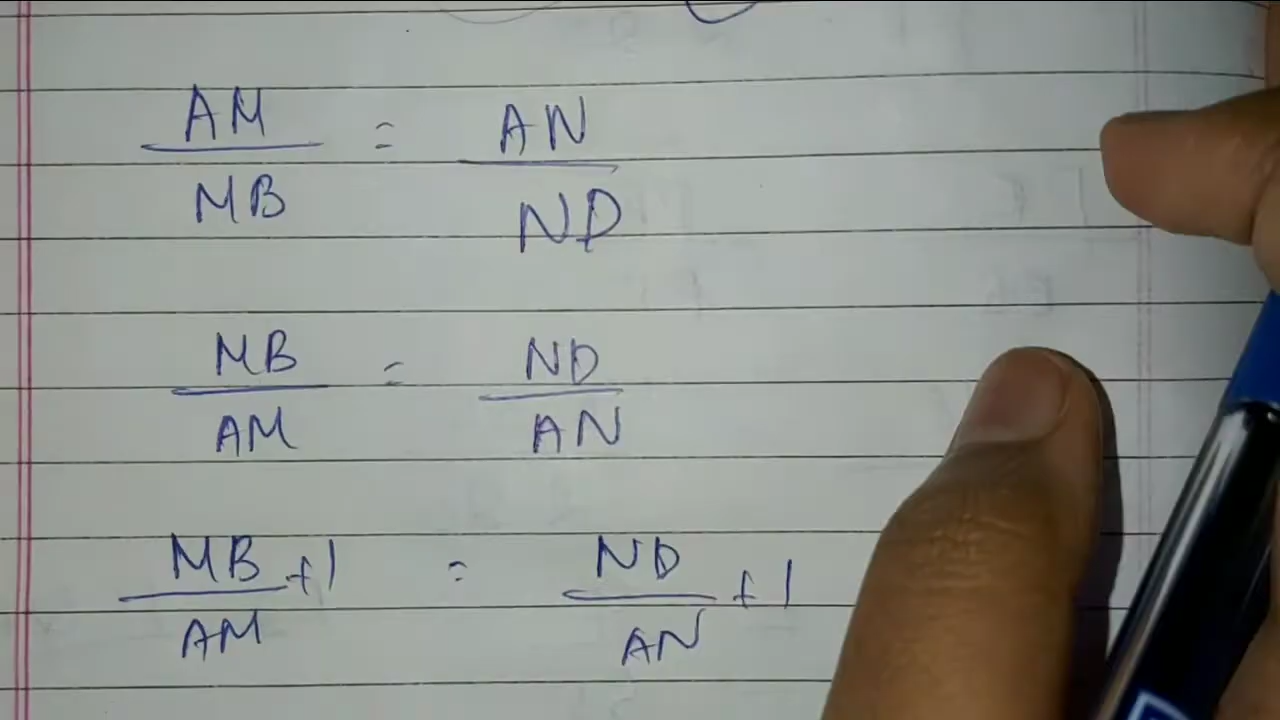 AM/MB = AN/ND
MB/AM = ND/AN
MB/AM +1 = ND/AN +1